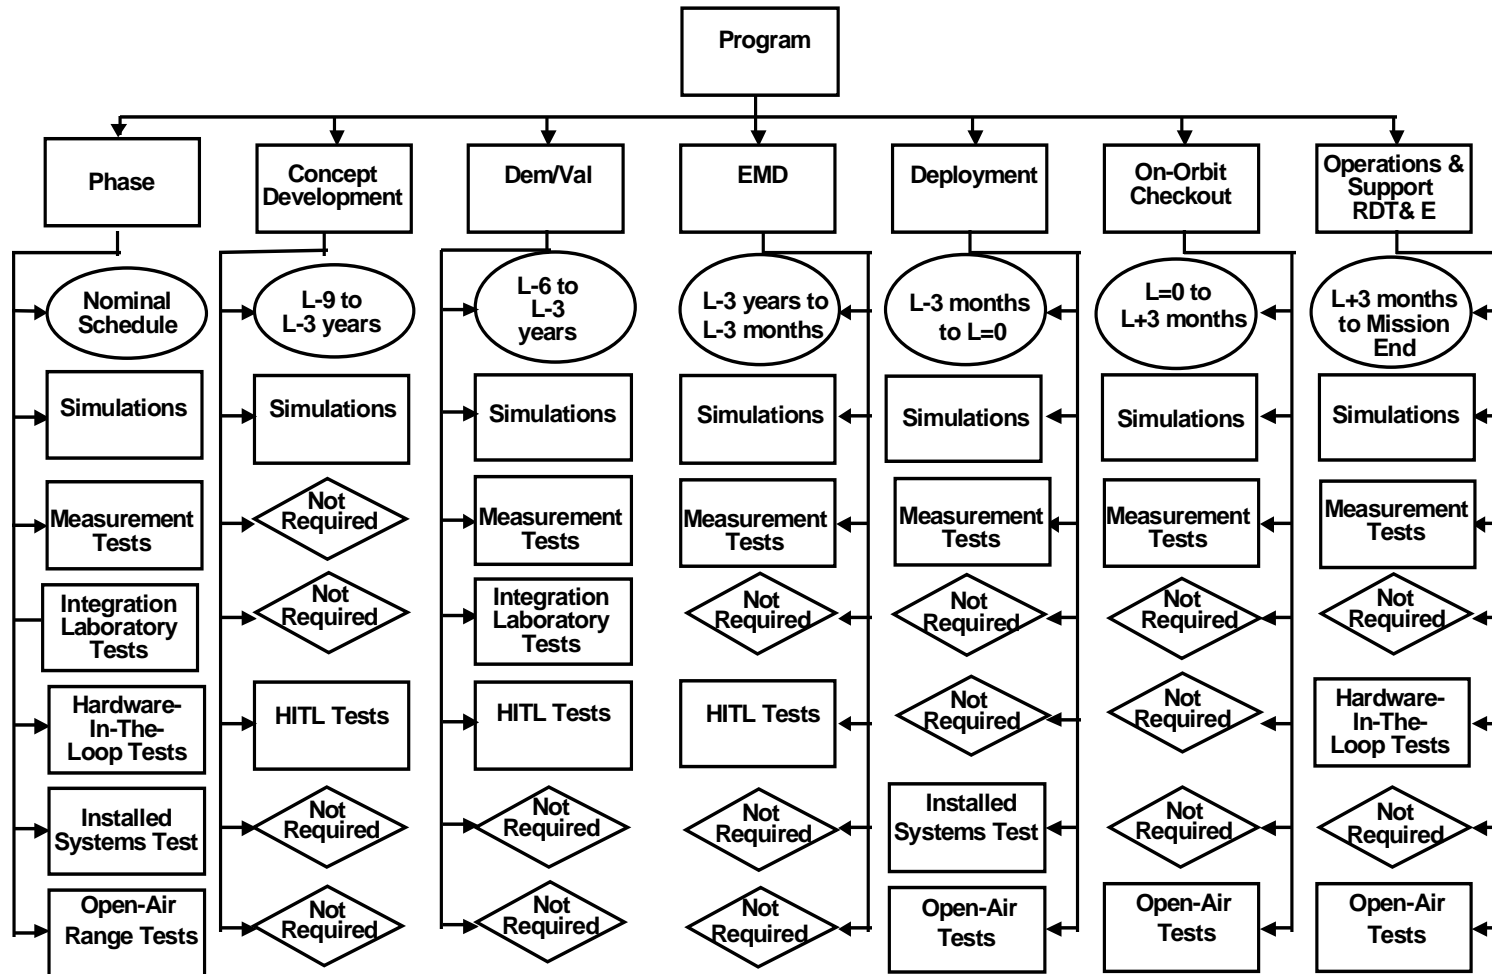 Program
Phase
Concept
Development
Dem/Val
EMD
Deployment
On-Orbit
Checkout
Operations &
Support
RDT& E
Nominal
Schedule
L-9 to
L-3 years
L-6 to
L-3
years
L-3 years to
L-3 months
L-3 months
to L=0
L=0 to
L+3 months
L+3 months
to Mission
End
Simulations
Simulations
Simulations
Simulations
Simulations
Simulations
Simulations
Measurement
Tests
Not
Required
Measurement
Tests
Measurement
Tests
Measurement
Tests
Measurement
Tests
Measurement
Tests
Integration
Laboratory
Tests
Not
Required
Integration
Laboratory
Tests
Not
Required
Not
Required
Not
Required
Not
Required
Hardware-
In-The-
Loop Tests
HITL Tests
HITL Tests
HITL Tests
Not
Required
Not
Required
Hardware-
In-The-
Loop Tests
Installed
Systems Test
Not
Required
Not
Required
Not
Required
Installed
Systems Test
Not
Required
Not
Required
Open-Air
Range Tests
Not
Required
Not
Required
Not
Required
Open-Air
Tests
Open-Air
Tests
Open-Air
Tests